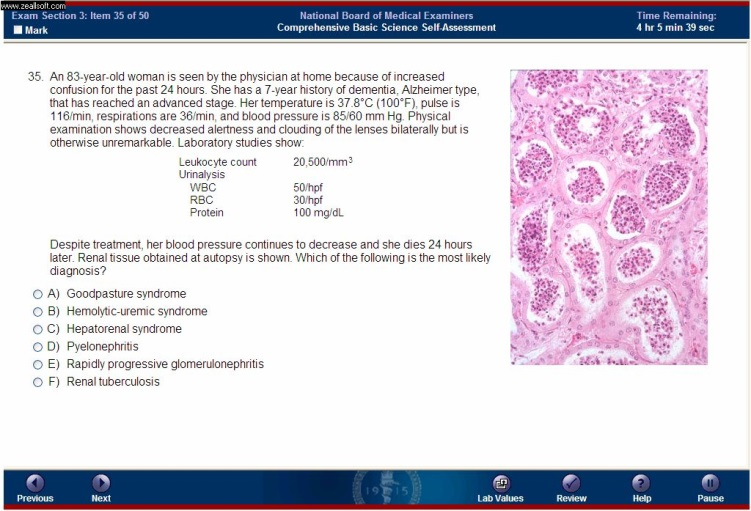 www.zeallsoft.com
Exam Section 3: Item 35 of 50
National Board of Medical Examiners
Time Remaining:
Mark
Comprehensive Basic Science Self-Assessment
4 hr 5 min 39 sec
35. An 83-year-old woman is seen by the physician at home because of increased
confusion for the past 24 hours. She has a 7-year history of dementia, Alzheimer type,
that has reached an advanced stage. Her temperature is 37.8°C (100°F), pulse is
116/min, respirations are 36/min, and blood pressure is 85/60 mm Hg. Physical
examination shows decreased alertness and clouding of the lenses bilaterally but is
otherwise unremarkable. Laboratory studies show:
Leukocyte count 20,500/mm³
Urinalysis
WBC 50/hpf
RBC 30/hpf
Protein 100 mg/dL
Despite treatment, her blood pressure continues to decrease and she dies 24 hours
later. Renal tissue obtained at autopsy is shown. Which of the following is the most likely
diagnosis?
A) Goodpasture syndrome
B) Hemolytic-uremic syndrome
C) Hepatorenal syndrome
D) Pyelonephritis
E) Rapidly progressive glomerulonephritis
F) Renal tuberculosis
1915
Previous Next Lab Values Review Help Pause